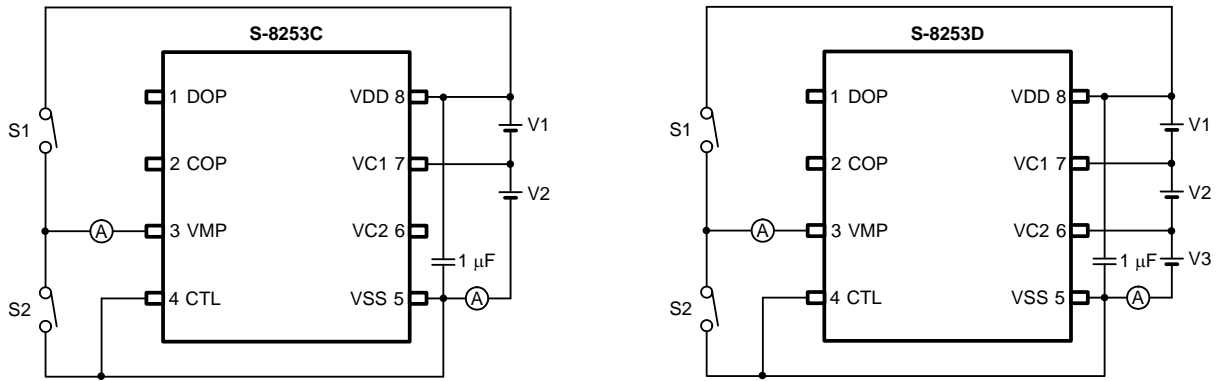 S-8253C
1 DOP VDD 8
S1
V1
2 COP VC1 7
V2
A
3 VMP VC2 6
1 μF
4 CTL VSS 5
A
S2
S-8253D
1 DOP VDD 8
S1
V1
2 COP VC1 7
V2
A
3 VMP VC2 6
1 μF
V3
4 CTL VSS 5
A
S2